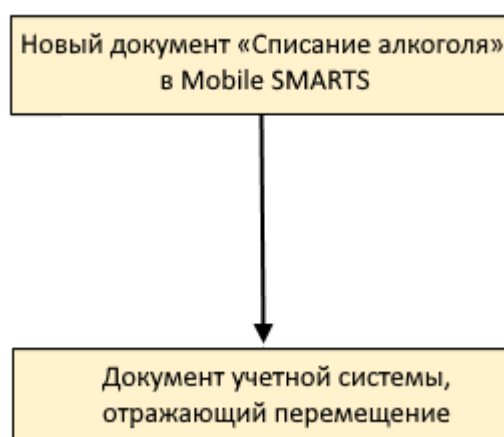 Новый документ «Списание алкоголя»
в Mobile SMARTS
Документ учетной системы,
отражающий перемещение